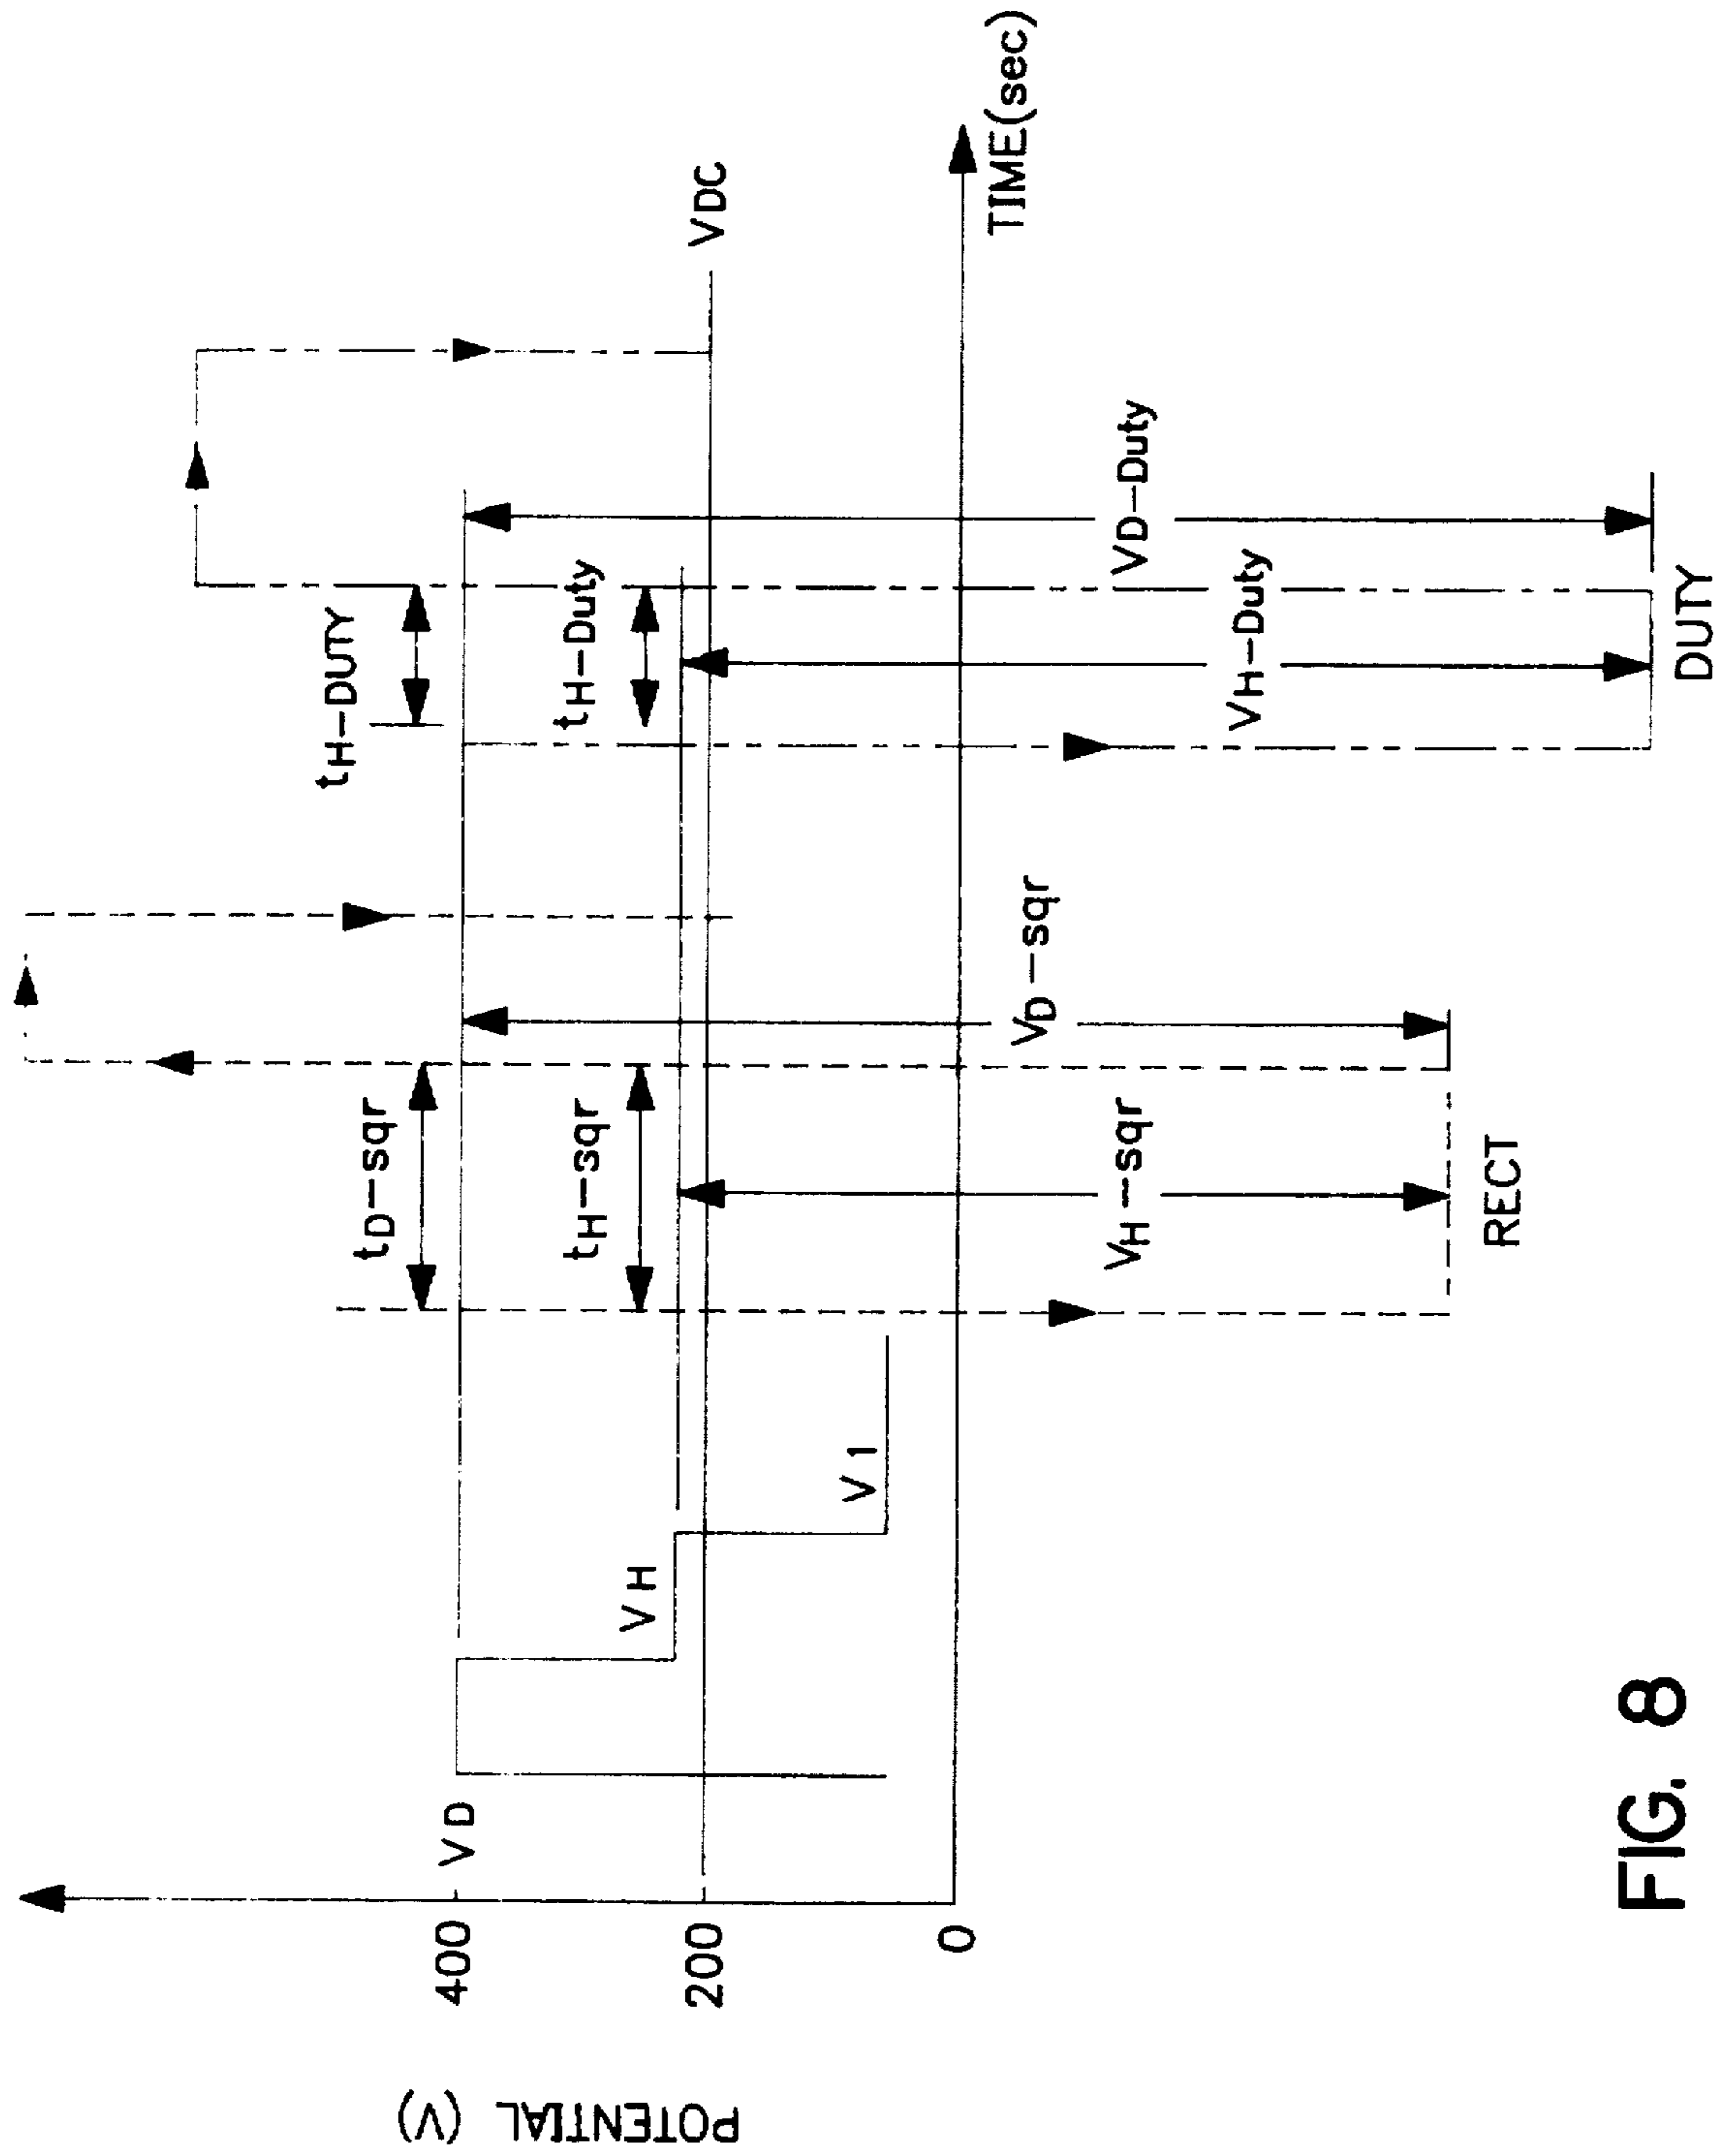 POTENTIAL (V)
400
200
0
VD
VH
V1
tD-sqr
tH-sqr
VH-sqr
VD-sqr
RECT
tH-DUTY
tH-Duty
VH-Duty
VD-Duty
DUTY
VDC
TIME(sec)
FIG. 8